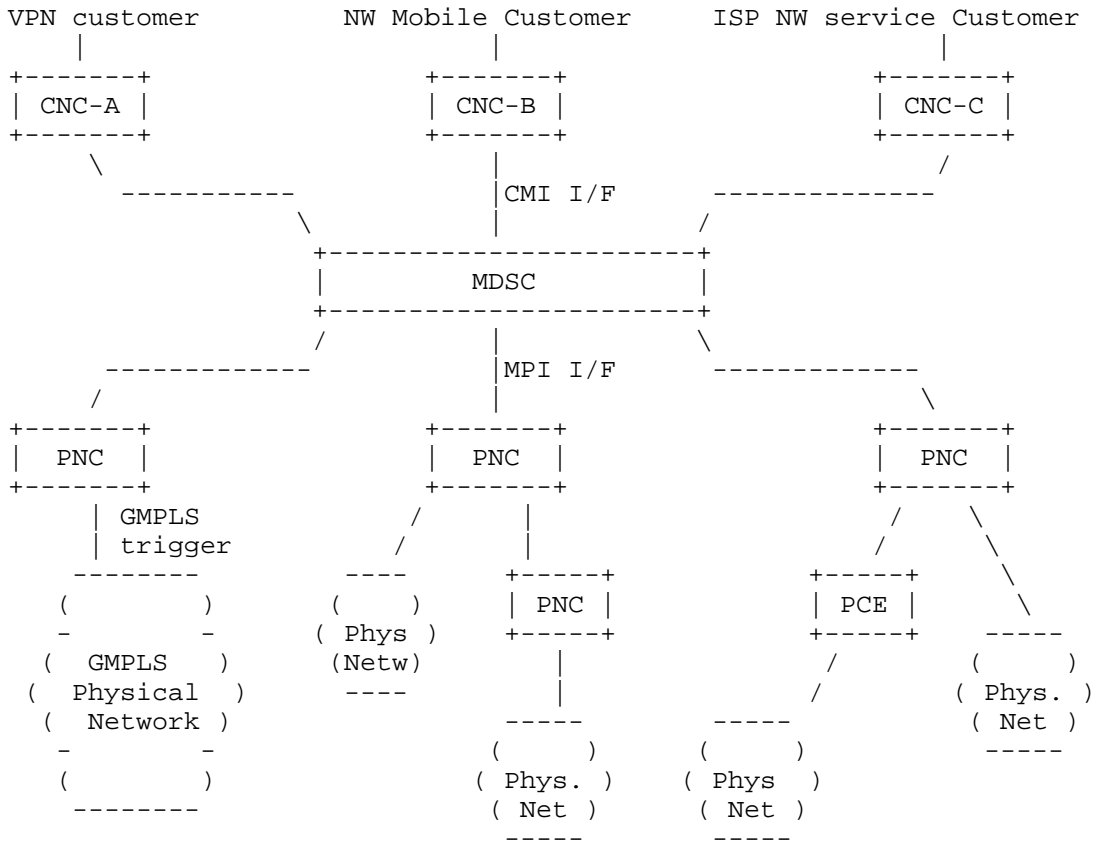 VPN customer NW Mobile Customer ISP NW service Customer
CNC-A CNC-B CNC-C
CMI I/F
MDSC
MPI I/F
PNC PNC PNC
GMPLS
trigger
PNC PCE
( Phys )
( GMPLS ) (Netw) ( )
( Physical ) ( Phys. )
( Network ) ( Net )
( Phys. ) ( Phys
( Net ) ( Net )